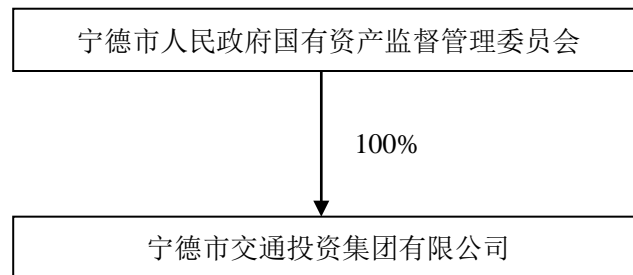 宁德市人民政府国有资产监督管理委员会
100%
宁德市交通投资集团有限公司